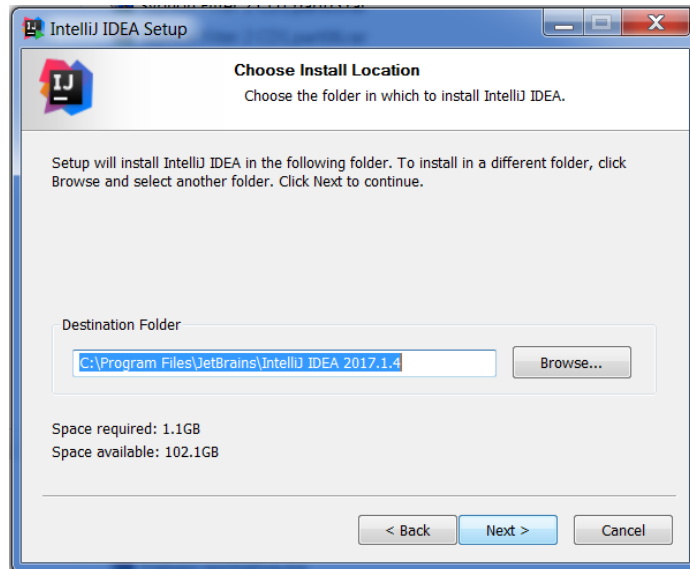 IntelliJ IDEA Setup
Choose Install Location
Choose the folder in which to install IntelliJ IDEA.
IJ
Setup will install IntelliJ IDEA in the following folder. To install in a different folder, click
Browse and select another folder. Click Next to continue.
Destination Folder
C:\Program Files\JetBrains\IntelliJ IDEA 2017.1.4
Browse...
Space required: 1.1GB
Space available: 102.1GB
< Back
Next >
Cancel